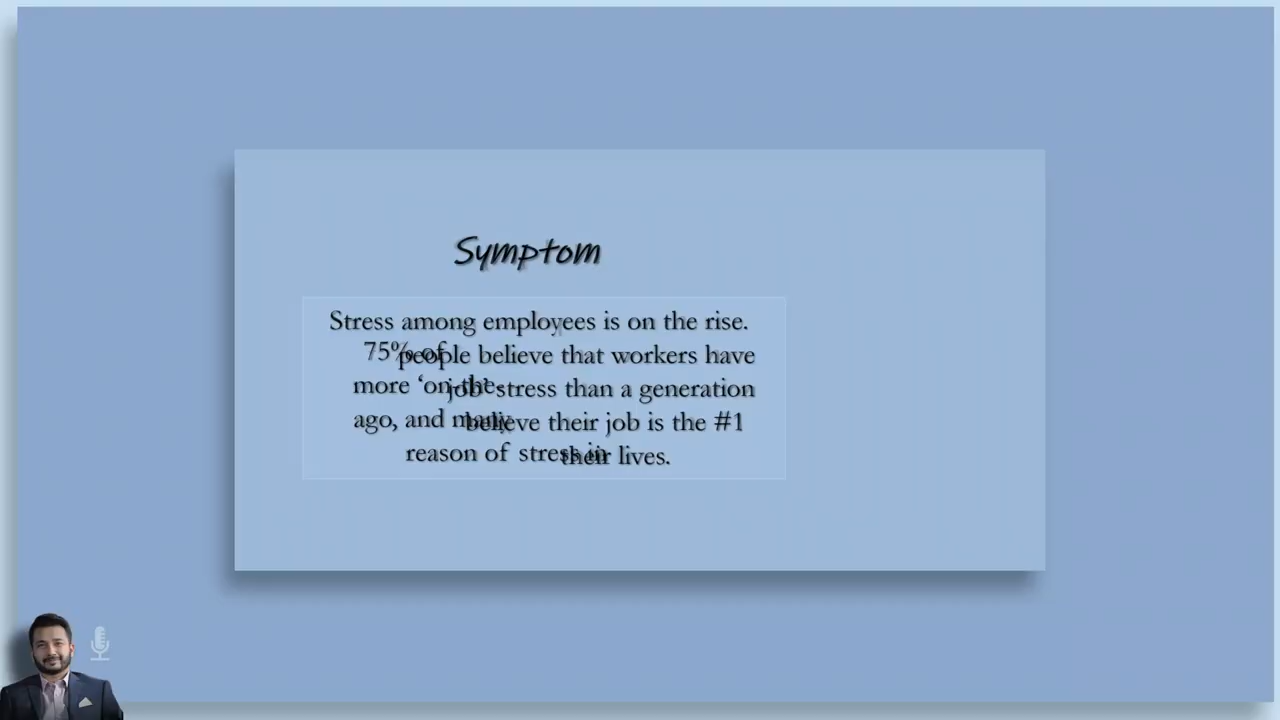 Symptom
Stress among employees is on the rise.
75% of people believe that workers have
more ‘on-the-job’ stress than a generation
ago, and many believe their job is the #1
reason of stress in their lives.